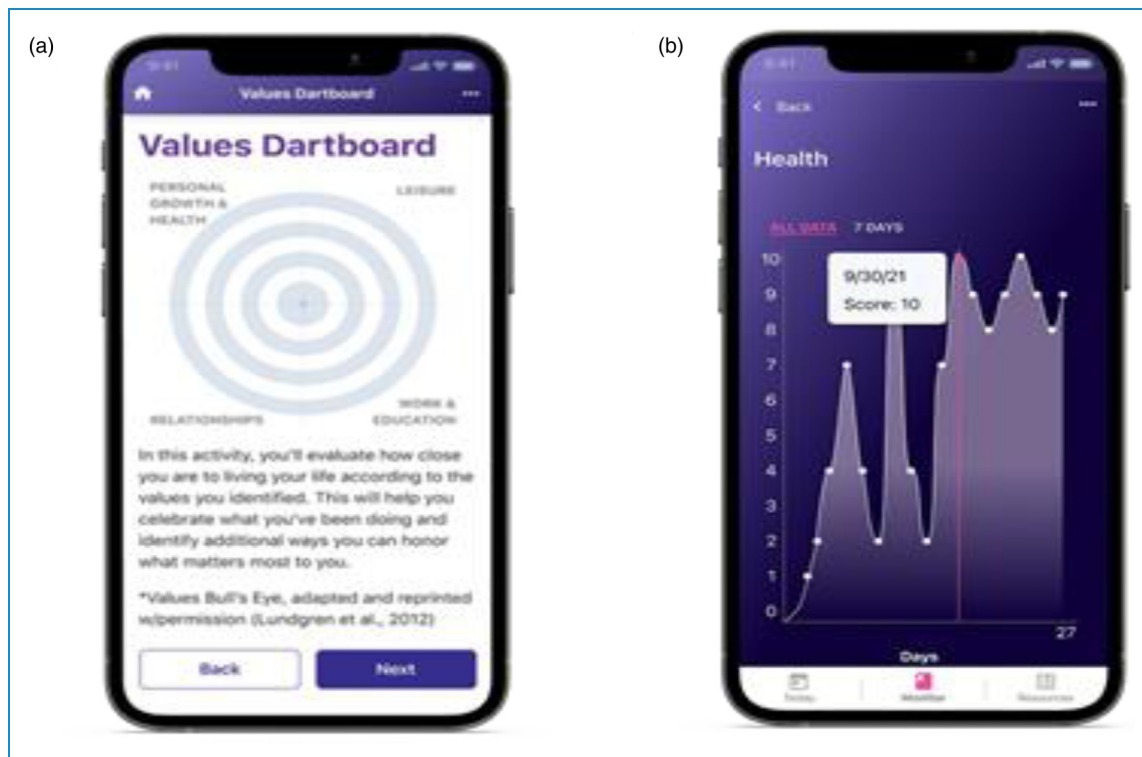 (a)
Values Dartboard
Values Dartboard
PERSONAL
GROWTH &
HEALTH
LEISURE
RELATIONSHIPS
WORK &
EDUCATION
In this activity, you'll evaluate how close
you are to living your life according to the
values you identified. This will help you
celebrate what you've been doing and
identify additional ways you can honor
what matters most to you.
*Values Bull's Eye, adapted and reprinted
w/permission (Lundgren et al., 2012)
Back
Next
(b)
Back
Health
ALL DATA
7 DAYS
9/30/21
Score: 10
10
9
8
7
6
5
4
3
2
1
0
27
Days
Today
Monitor
Resources